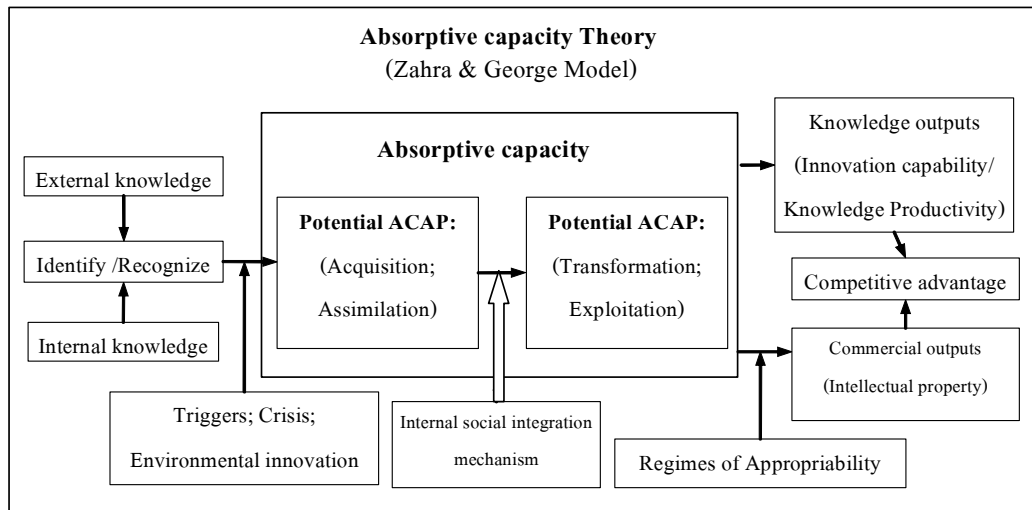 Absorptive capacity Theory
(Zahra & George Model)
Absorptive capacity
External knowledge
Identify /Recognize
Internal knowledge
Potential ACAP:
(Acquisition;
Assimilation)
Potential ACAP:
(Transformation;
Exploitation)
Knowledge outputs
(Innovation capability/
Knowledge Productivity)
Competitive advantage
Commercial outputs
(Intellectual property)
Triggers; Crisis;
Environmental innovation
Internal social integration
mechanism
Regimes of Appropriability